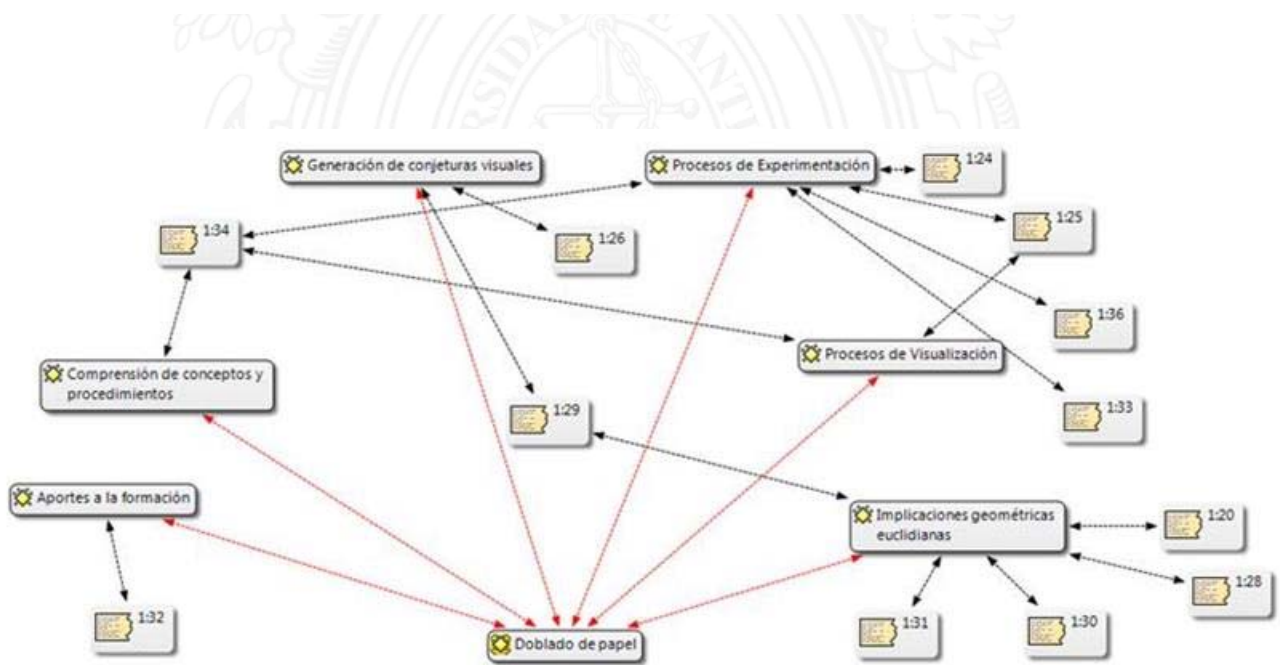 Generación de conjeturas visuales
Procesos de Experimentación
1:24
1:25
1:34
1:26
1:36
Procesos de Visualización
Comprensión de conceptos y
procedimientos
1:29
1:33
Aportes a la formación
Implicaciones geométricas
euclidianas
1:20
1:28
1:32
1:31
1:30
Doblado de papel